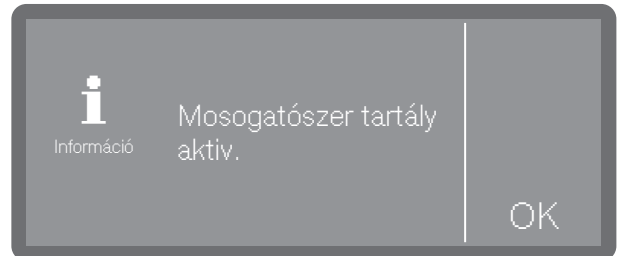 i
Információ
Mosogatószer tartály
aktiv.
OK